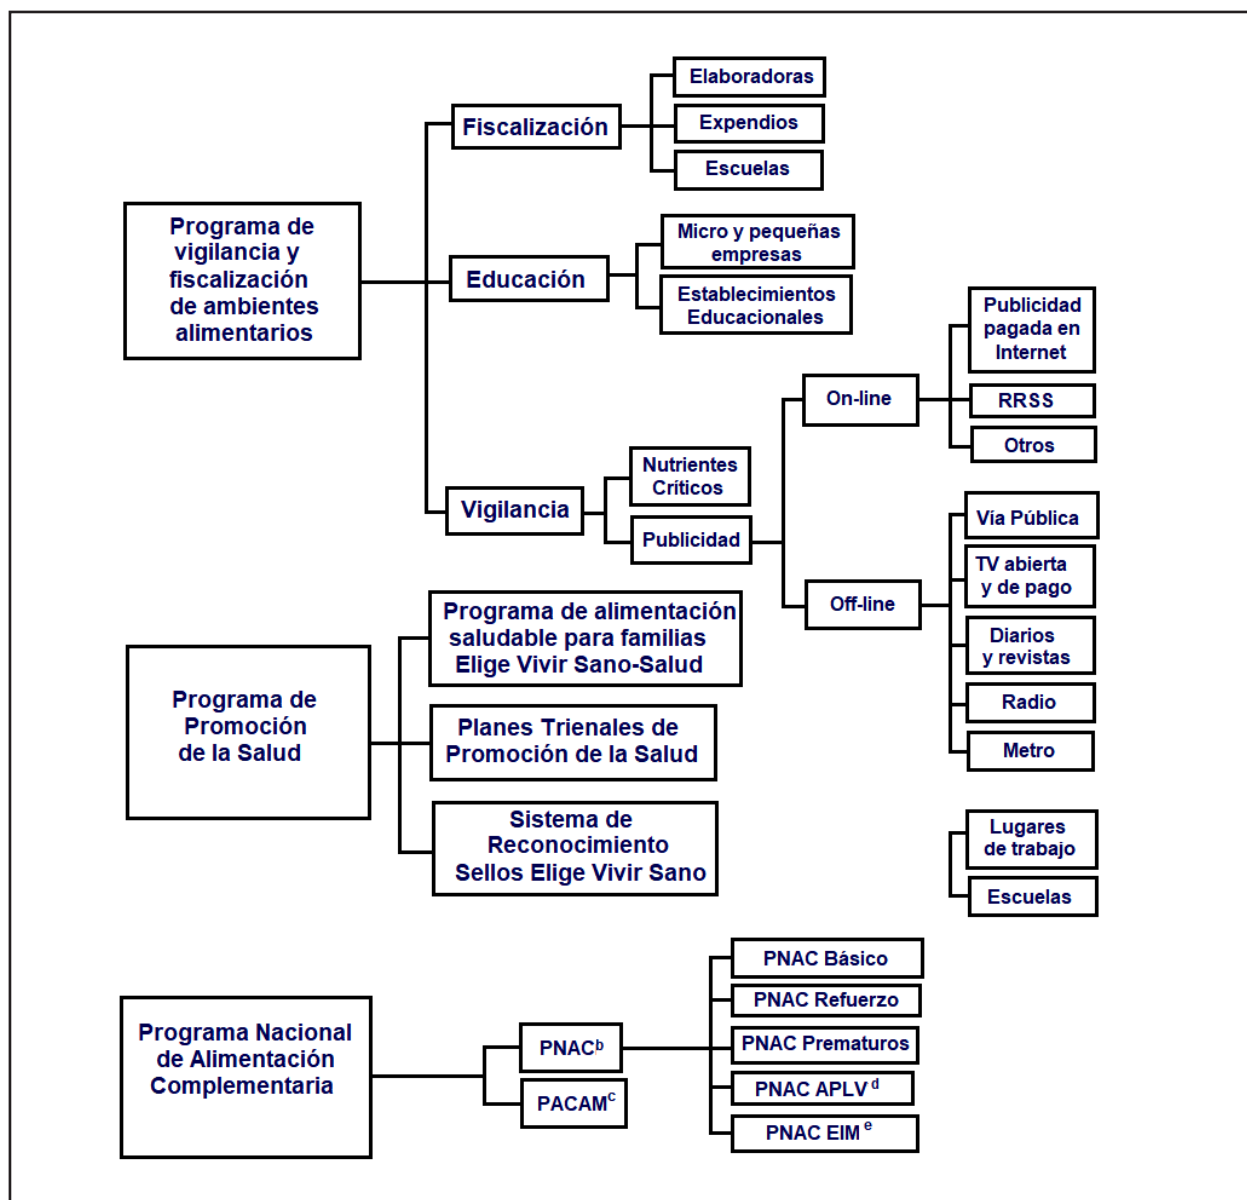 Programa de
vigilancia y
fiscalización
de ambientes
alimentarios
Fiscalización
Elaboradoras
Expendios
Escuelas
Educación
Micro y pequeñas
empresas
Establecimientos
Educacionales
Vigilancia
Nutrientes
Críticos
Publicidad
On-line
Publicidad
pagada en
Internet
RRSS
Otros
Off-line
Vía Pública
TV abierta
y de pago
Diarios
y revistas
Radio
Metro
Programa de
Promoción
de la Salud
Programa de alimentación
saludable para familias
Elige Vivir Sano-Salud
Planes Trienales de
Promoción de la Salud
Sistema de
Reconocimiento
Sellos Elige Vivir Sano
Lugares
de trabajo
Escuelas
Programa Nacional
de Alimentación
Complementaria
PNACᵇ
PACAMᶜ
PNAC Básico
PNAC Refuerzo
PNAC Prematuros
PNAC APLV ᵈ
PNAC EIM ᵉ